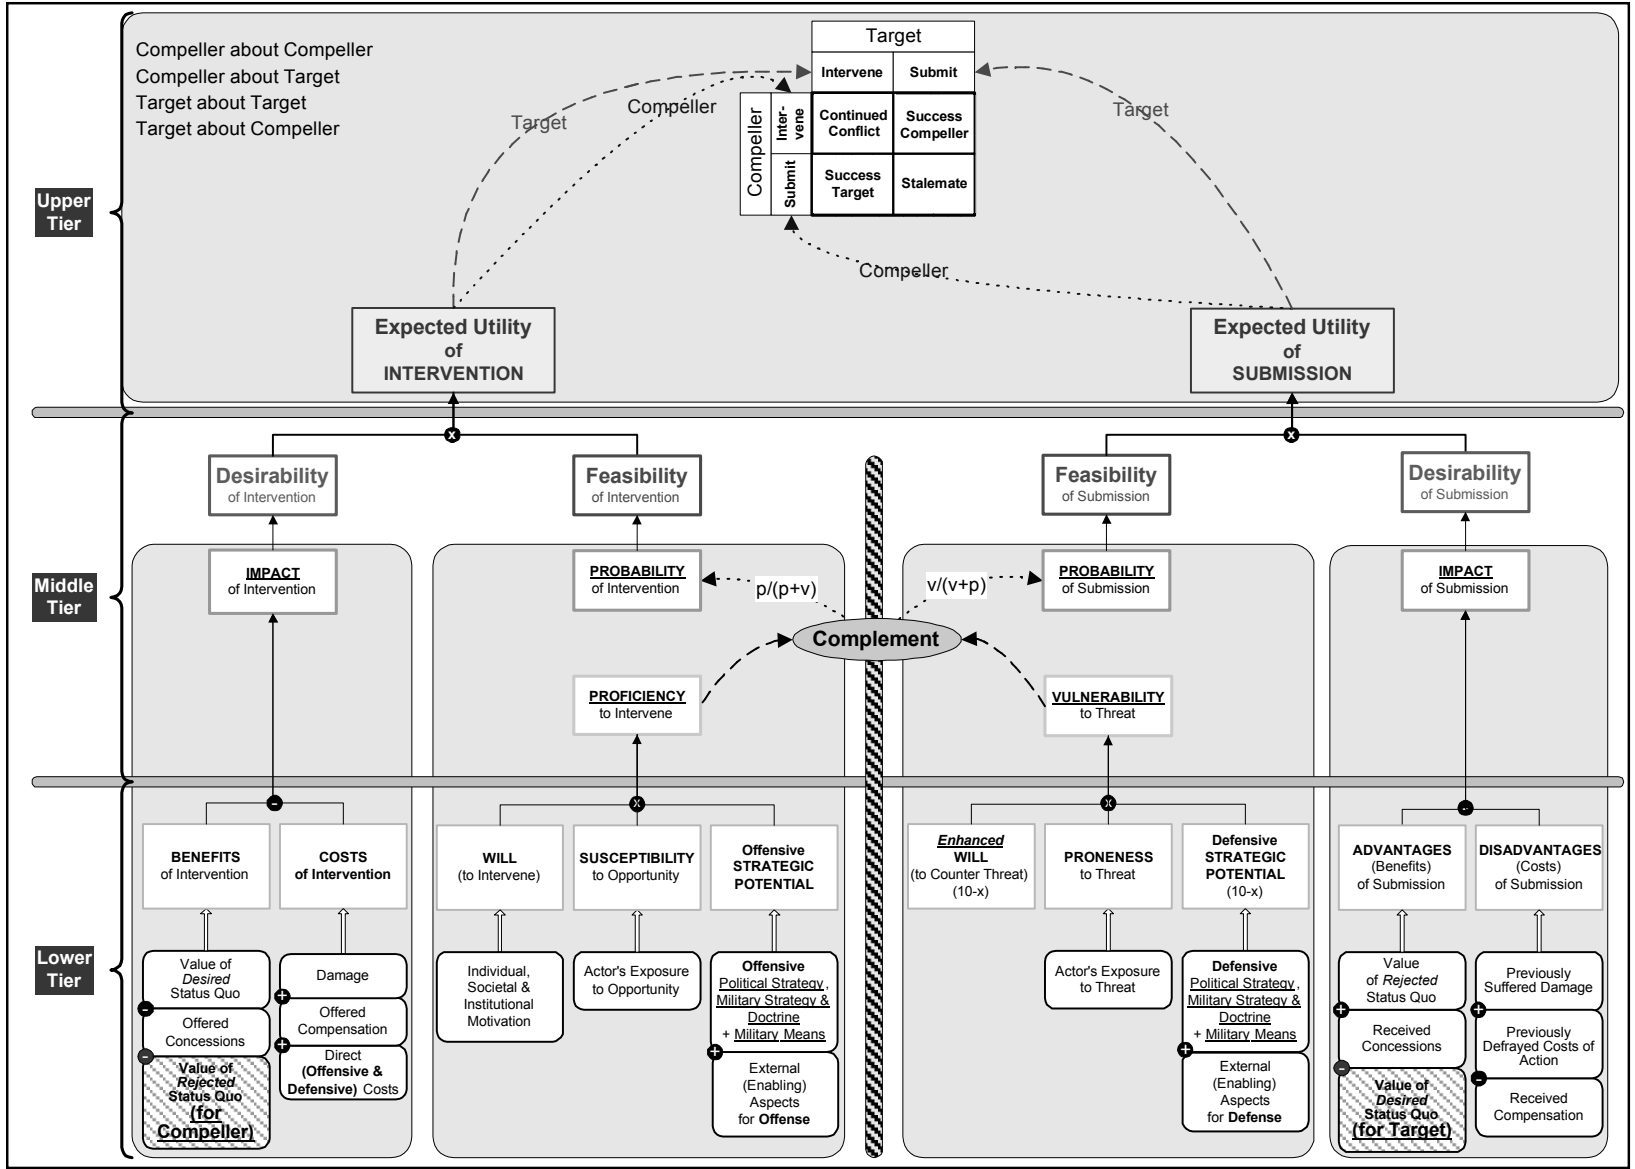 Compeller about Compeller
Compeller about Target
Target about Target
Target about Compeller
Target
Intervene
Submit
Compeller
Inter-
vene
Submit
Continued
Conflict
Success
Compeller
Success
Target
Stalemate
Target
Compeller
Target
Compeller
Upper
Tier
Expected Utility
of
INTERVENTION
Expected Utility
of
SUBMISSION
x
x
Desirability
of Intervention
Feasibility
of Intervention
Feasibility
of Submission
Desirability
of Submission
Middle
Tier
IMPACT
of Intervention
PROBABILITY
of Intervention
p/(p+v)
v/(v+p)
PROBABILITY
of Submission
IMPACT
of Submission
Complement
PROFICIENCY
to Intervene
VULNERABILITY
to Threat
-
x
x
-
BENEFITS
of Intervention
COSTS
of Intervention
WILL
(to Intervene)
SUSCEPTIBILITY
to Opportunity
Offensive
STRATEGIC
POTENTIAL
Enhanced
WILL
(to Counter Threat)
(10-x)
PRONENESS
to Threat
Defensive
STRATEGIC
POTENTIAL
(10-x)
ADVANTAGES
(Benefits)
of Submission
DISADVANTAGES
(Costs)
of Submission
Lower
Tier
Value of
Desired
Status Quo
-
Offered
Concessions
-
Value of
Rejected
Status Quo
(for
Compeller)
Damage
+
Offered
Compensation
+
Direct
(Offensive &
Defensive) Costs
Individual,
Societal &
Institutional
Motivation
Actor's Exposure
to Opportunity
Offensive
Political Strategy,
Military Strategy &
Doctrine
+ Military Means
+
External
(Enabling)
Aspects
for Offense
Actor's Exposure
to Threat
Defensive
Political Strategy,
Military Strategy &
Doctrine
+ Military Means
+
External
(Enabling)
Aspects
for Defense
Value
of Rejected
Status Quo
+
Received
Concessions
-
Value of
Desired
Status Quo
(for Target)
Previously
Suffered Damage
+
Previously
Defrayed Costs of
Action
-
Received
Compensation